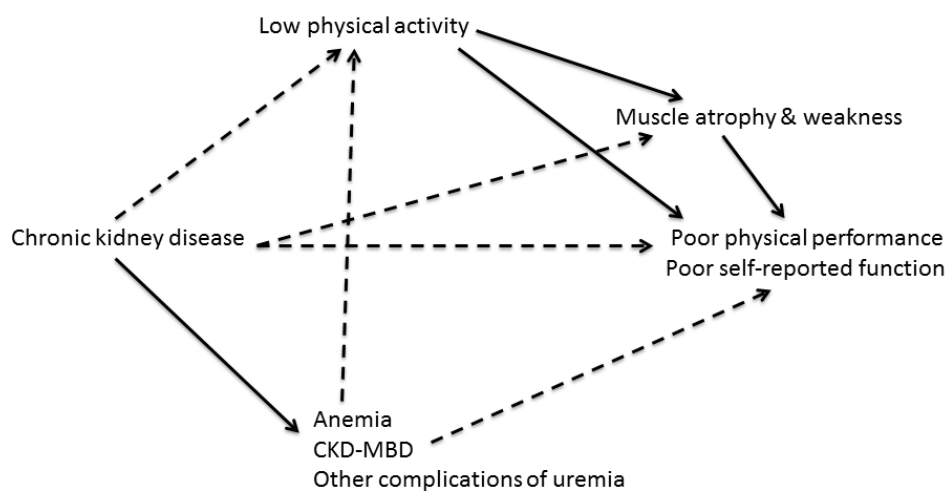 Low physical activity
Muscle atrophy & weakness
Chronic kidney disease
Poor physical performance
Poor self-reported function
Anemia
CKD-MBD
Other complications of uremia